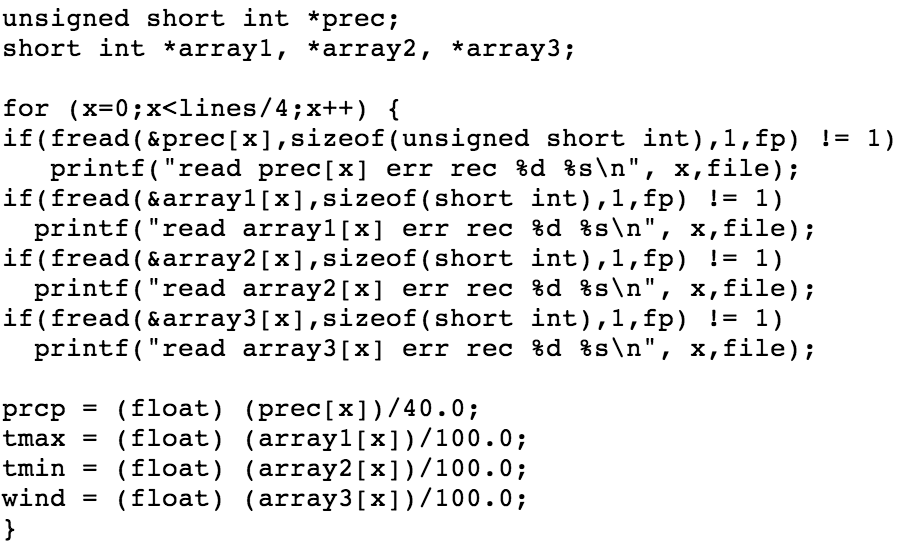 unsigned short int *prec;
short int *array1, *array2, *array3;

for (x=0;x<lines/4;x++) {
if(fread(&prec[x],sizeof(unsigned short int),1,fp) != 1)
   printf("read prec[x] err rec %d %s\n", x,file);
if(fread(&array1[x],sizeof(short int),1,fp) != 1)
  printf("read array1[x] err rec %d %s\n", x,file);
if(fread(&array2[x],sizeof(short int),1,fp) != 1)
  printf("read array2[x] err rec %d %s\n", x,file);
if(fread(&array3[x],sizeof(short int),1,fp) != 1)
  printf("read array3[x] err rec %d %s\n", x,file);

prcp = (float) (prec[x])/40.0;
tmax = (float) (array1[x])/100.0;
tmin = (float) (array2[x])/100.0;
wind = (float) (array3[x])/100.0;
}